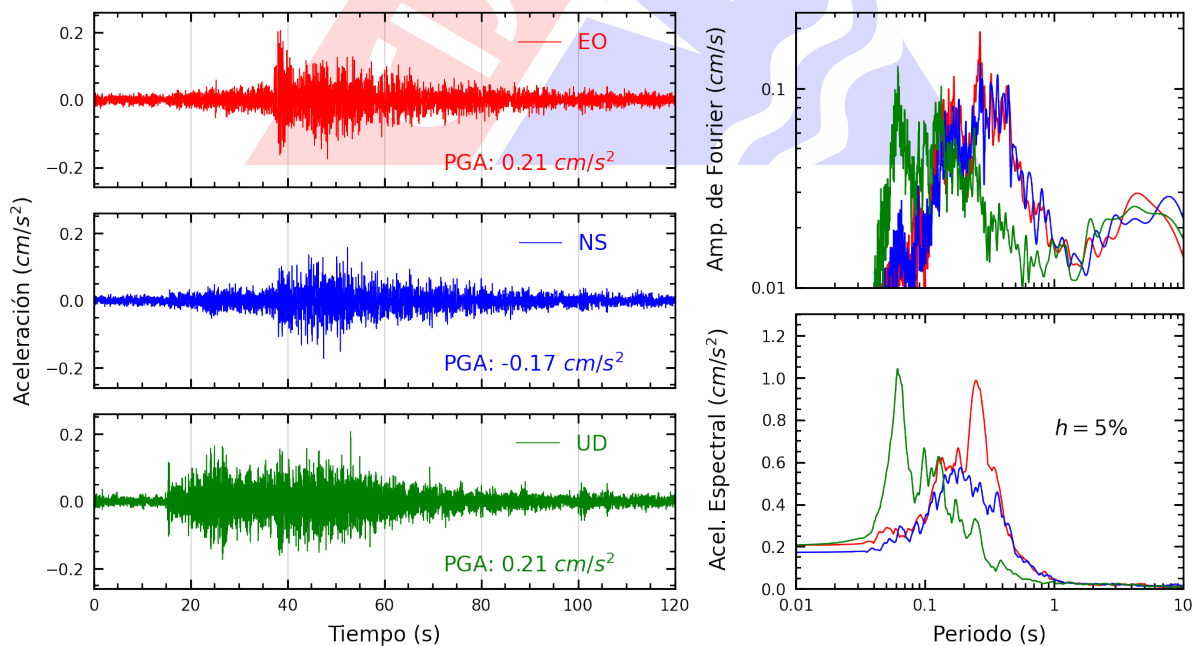 Aceleración (cm/s²)
0.2
0.0
−0.2
EO
PGA: 0.21 cm/s²
0.2
0.0
−0.2
NS
PGA: -0.17 cm/s²
0.2
0.0
−0.2
UD
PGA: 0.21 cm/s²
0 20 40 60 80 100 120
Tiempo (s)
Amp. de Fourier (cm/s)
0.1
0.01
Acel. Espectral (cm/s²)
1.2
1.0
0.8
0.6
0.4
0.2
0.0
h = 5%
0.01 0.1 1 10
Periodo (s)